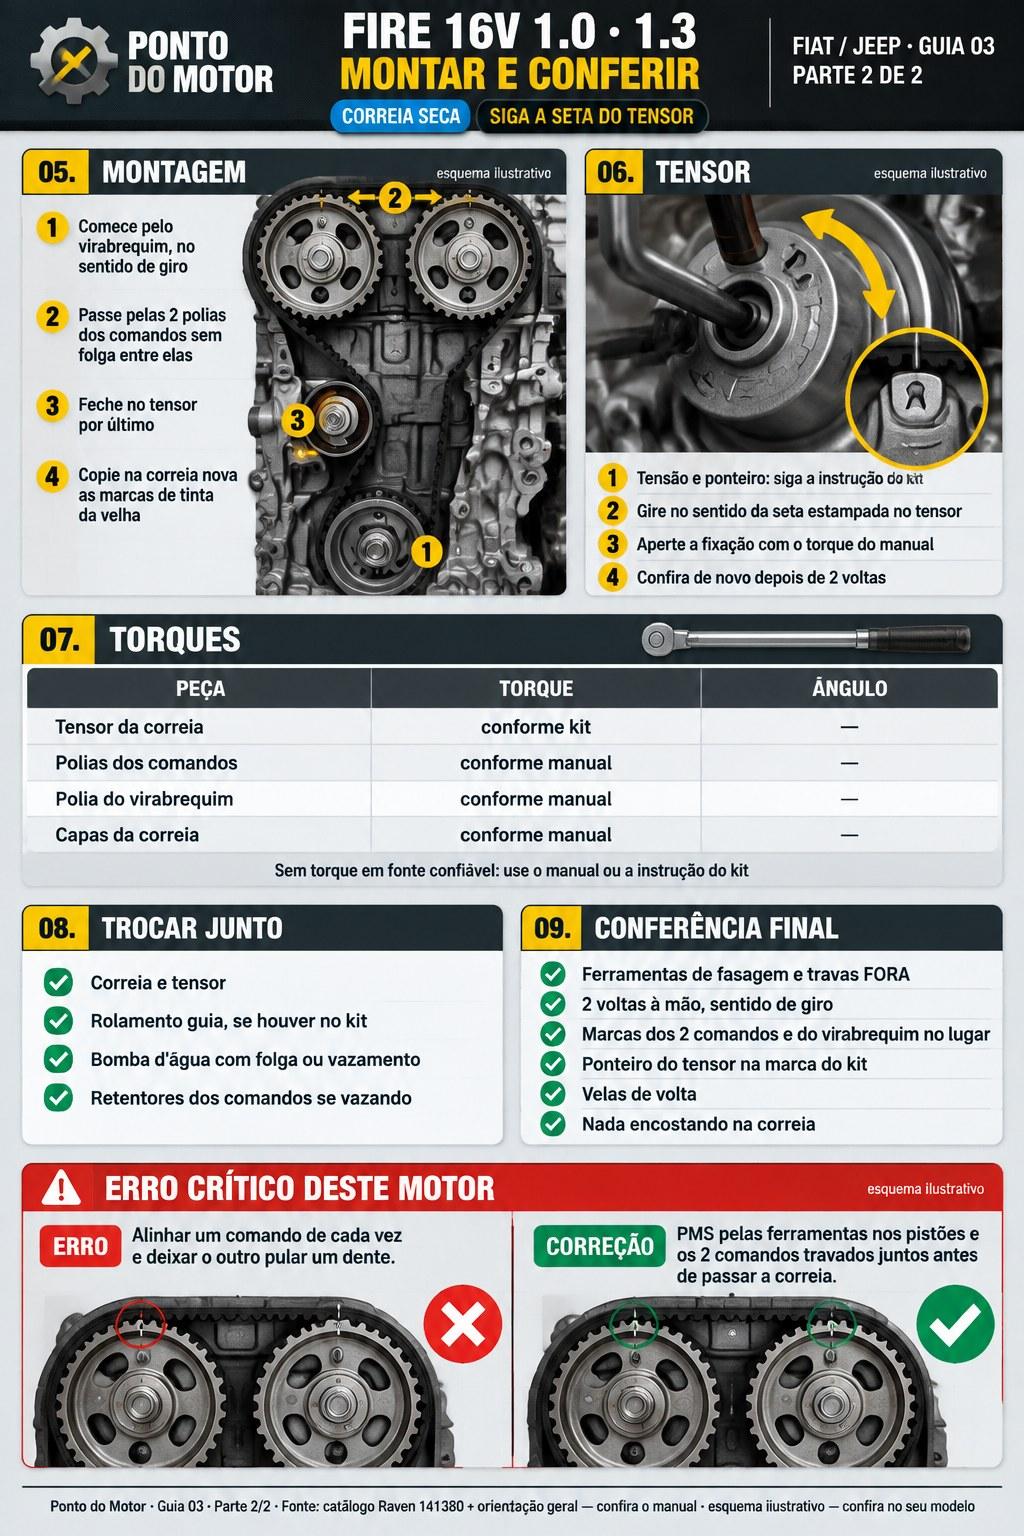 PONTO
DO MOTOR
FIRE 16V 1.0 · 1.3
MONTAR E CONFERIR
CORREIA SECA
SIGA A SETA DO TENSOR
FIAT / JEEP · GUIA 03
PARTE 2 DE 2
05. MONTAGEM
esquema ilustrativo
1 Comece pelo
virabrequim, no
sentido de giro
2 Passe pelas 2 polias
dos comandos sem
folga entre elas
3 Feche no tensor
por último
4 Copie na correia nova
as marcas de tinta
da velha
2
3
1
06. TENSOR
esquema ilustrativo
1 Tensão e ponteiro: siga a instrução do kit
2 Gire no sentido da seta estampada no tensor
3 Aperte a fixação com o torque do manual
4 Confira de novo depois de 2 voltas
07. TORQUES
PEÇA TORQUE ÃNGULO
Tensor da correia conforme kit —
Polias dos comandos conforme manual —
Polia do virabrequim conforme manual —
Capas da correia conforme manual —
Sem torque em fonte confiável: use o manual ou a instrução do kit
08. TROCAR JUNTO
Correia e tensor
Rolamento guia, se houver no kit
Bomba d'água com folga ou vazamento
Retentores dos comandos se vazando
09. CONFERÊNCIA FINAL
Ferramentas de fasagem e travas FORA
2 voltas à mão, sentido de giro
Marcas dos 2 comandos e do virabrequim no lugar
Ponteiro do tensor na marca do kit
Velas de volta
Nada encostando na correia
ERRO CRÍTICO DESTE MOTOR
esquema ilustrativo
ERRO
Alinhar um comando de cada vez
e deixar o outro pular um dente.
CORREÇÃO
PMS pelas ferramentas nos pistões e
os 2 comandos travados juntos antes
de passar a correia.
Ponto do Motor · Guia 03 · Parte 2/2 · Fonte: catãlogo Raven 141380 + orientação geral — confira o manual · esquema ilustrativo — confira no seu modelo